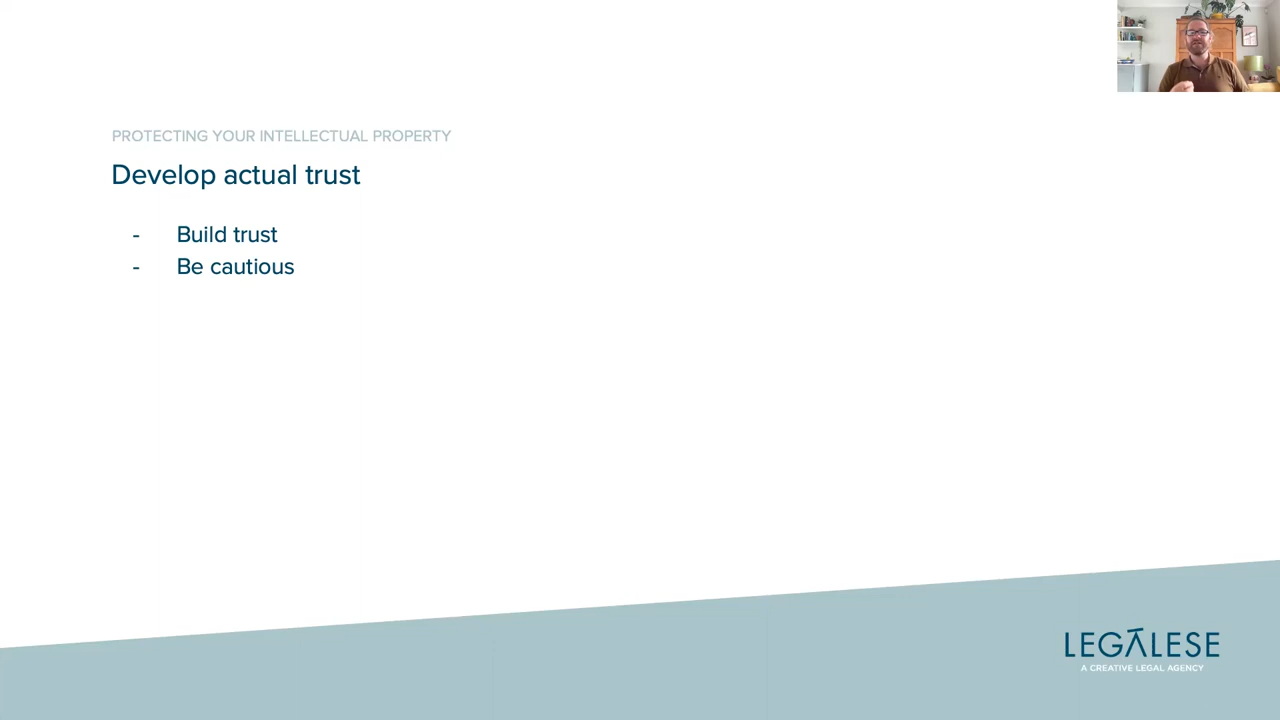 PROTECTING YOUR INTELLECTUAL PROPERTY
Develop actual trust
- Build trust
- Be cautious
LEGALESE
A CREATIVE LEGAL AGENCY